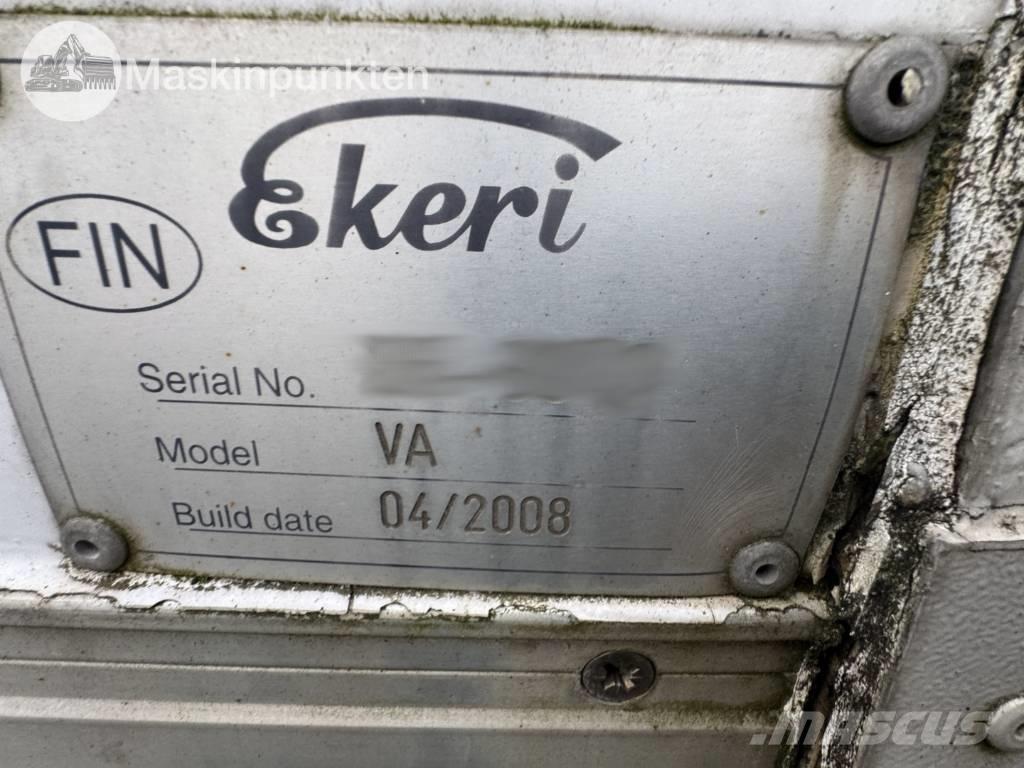 Maskinpunkten
Ekeri
FIN
Serial No.
Model VA
Build date 04/2008
MASCUS